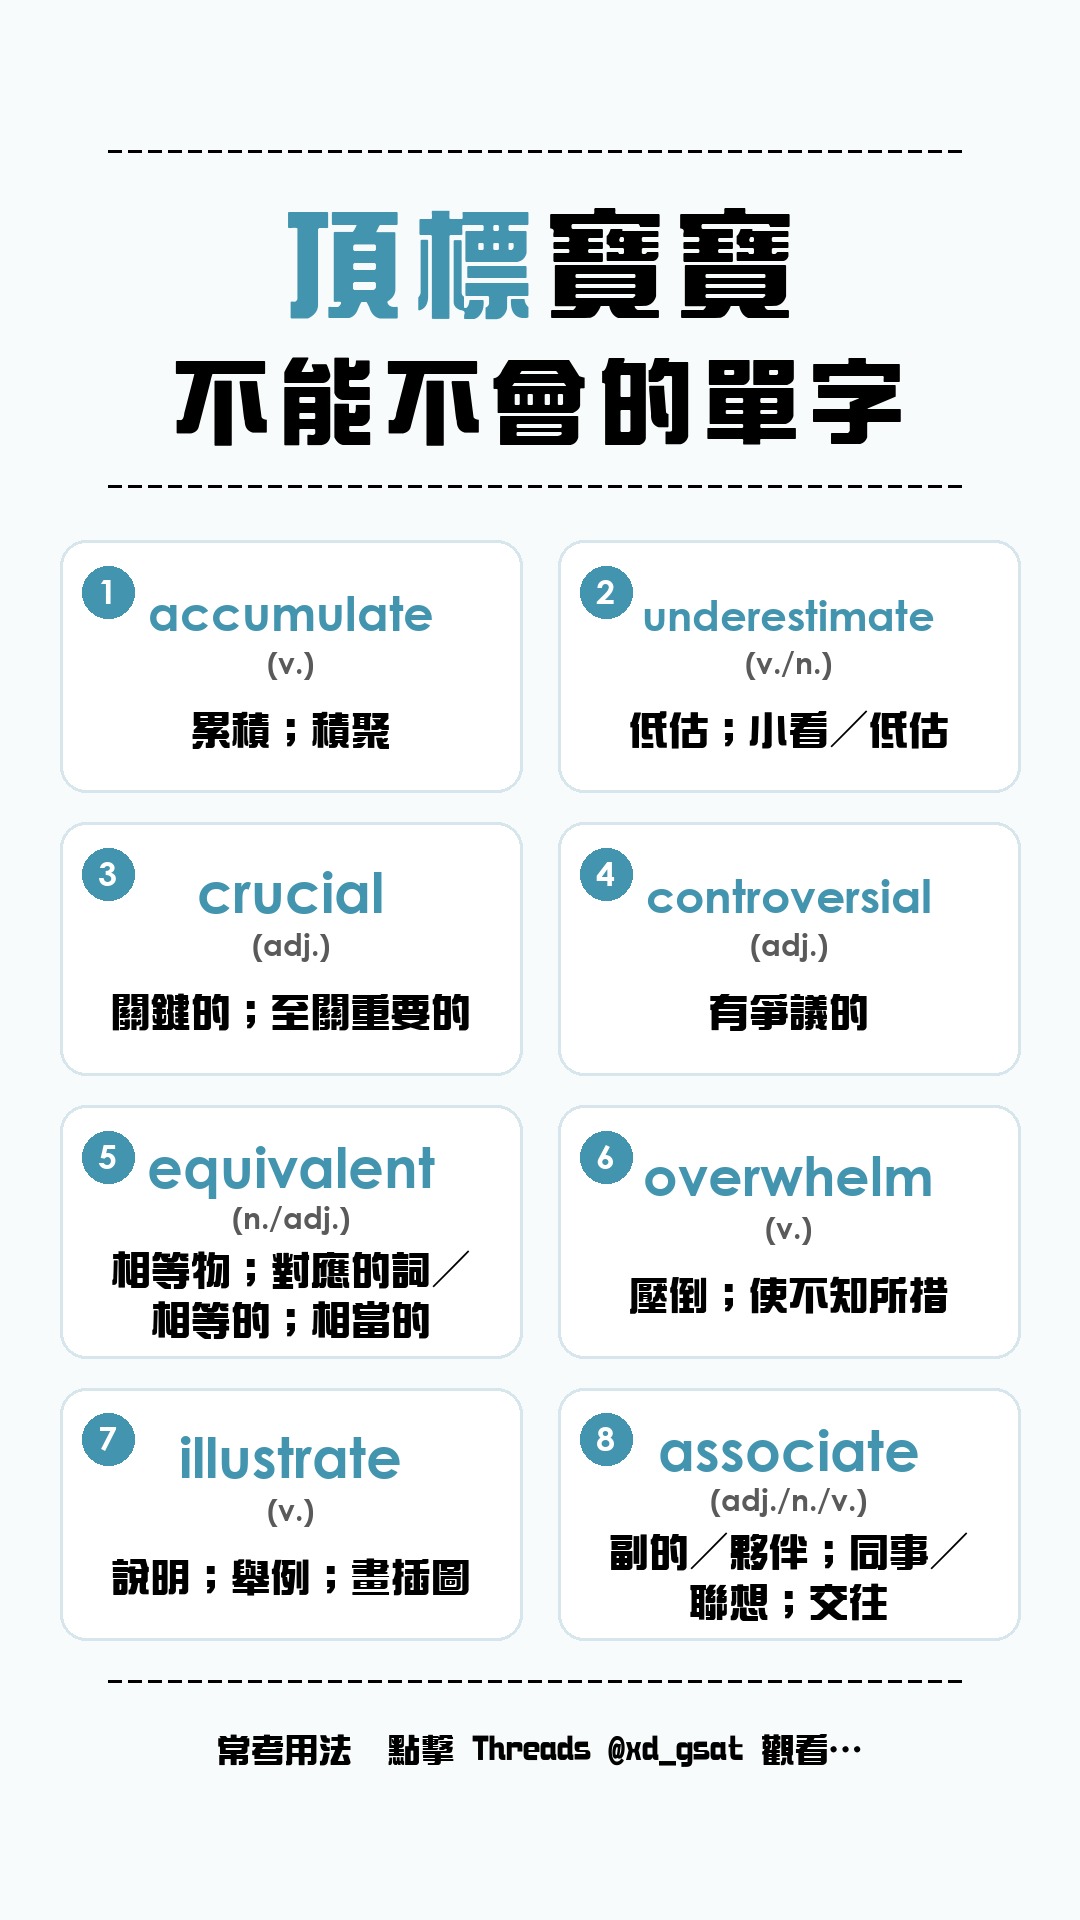 頂標寶寶
不能不會的單字
1
accumulate
(v.)
累積；積聚
2
underestimate
(v./n.)
低估；小看／低估
3
crucial
(adj.)
關鍵的；至關重要的
4
controversial
(adj.)
有爭議的
5
equivalent
(n./adj.)
相等物；對應的詞／
相等的；相當的
6
overwhelm
(v.)
壓倒；使不知所措
7
illustrate
(v.)
說明；舉例；畫插圖
8
associate
(adj./n./v.)
副的／夥伴；同事／
聯想；交往
常考用法　點擊 Threads @xd_gsat 觀看…